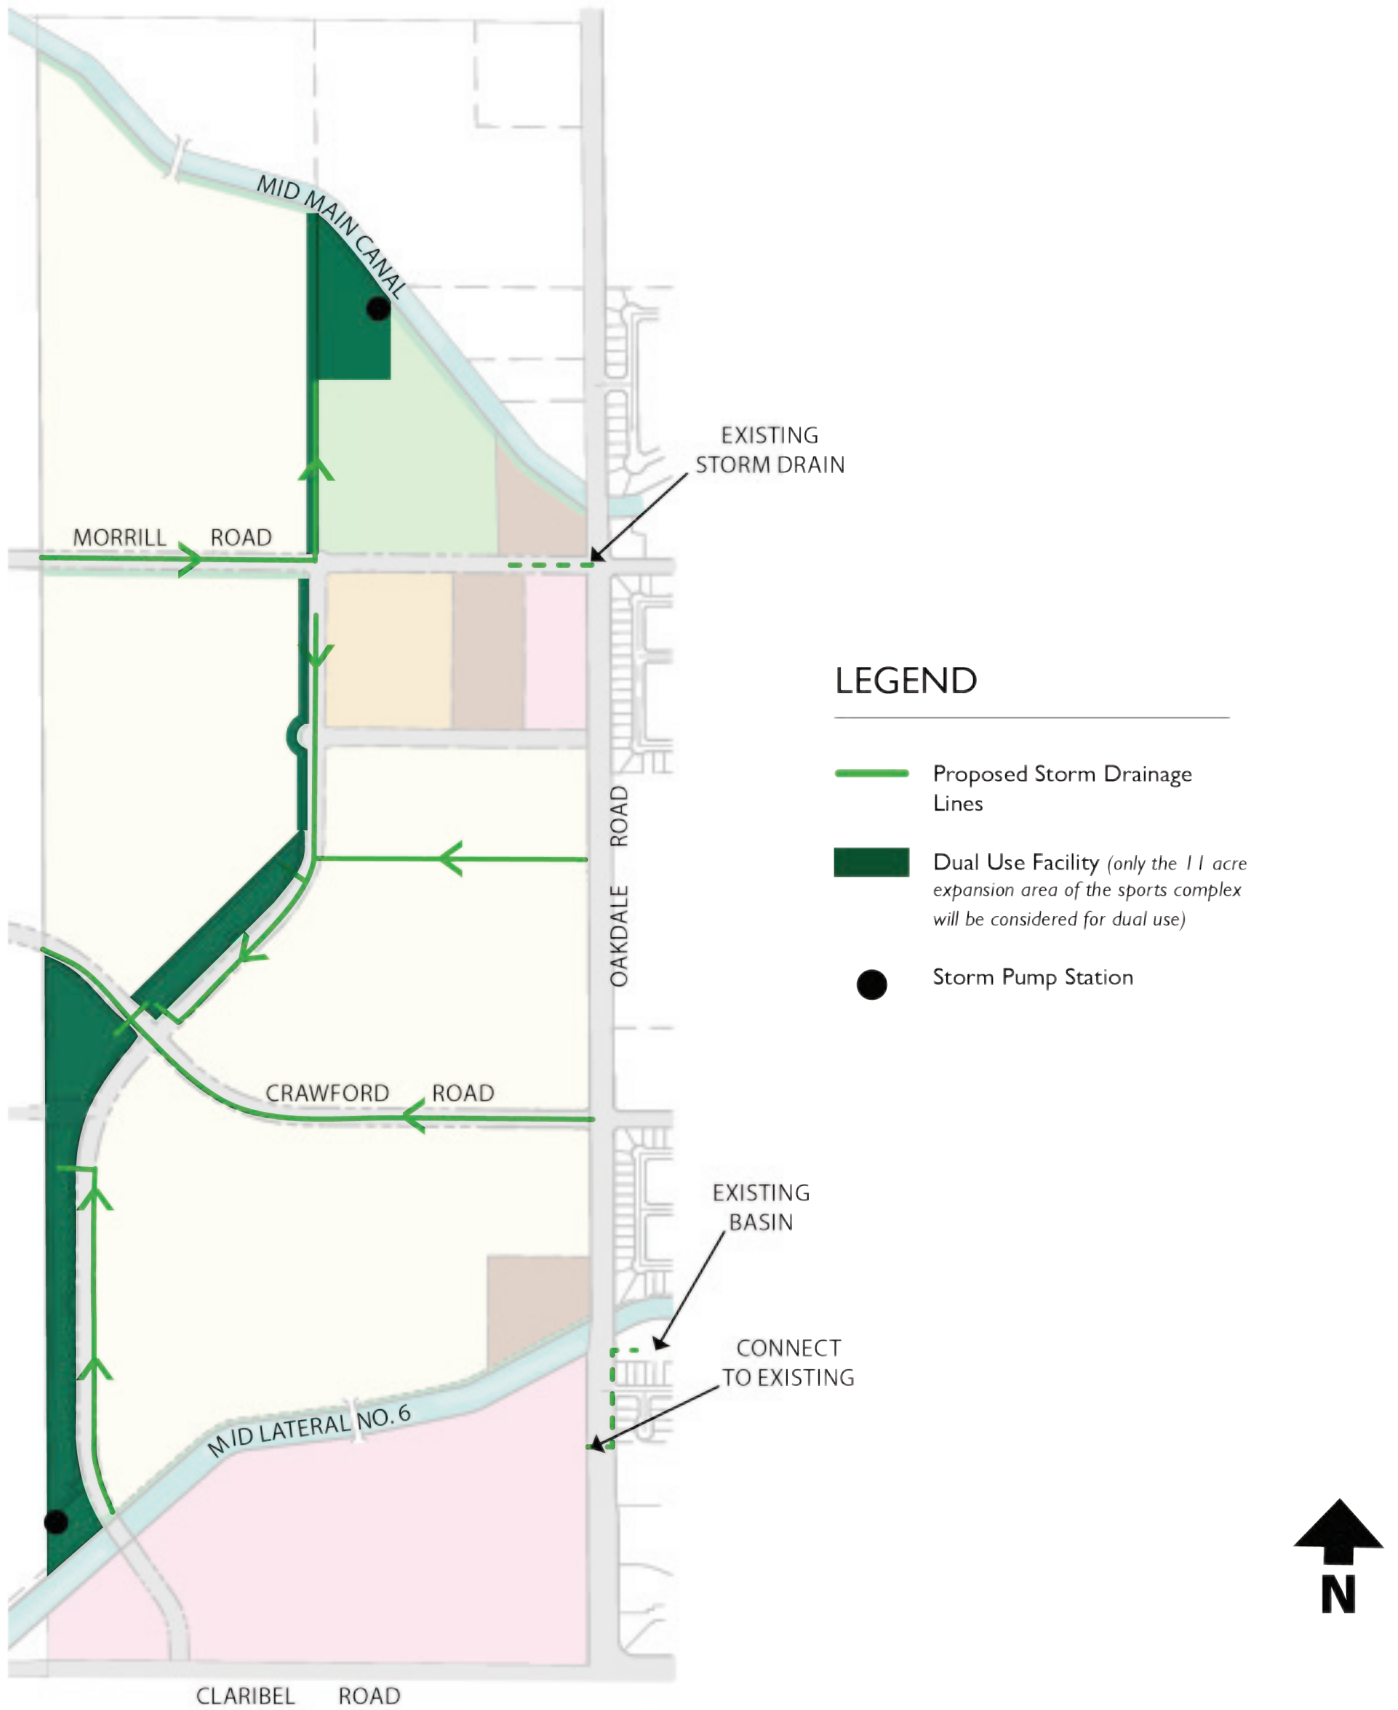 MID MAIN CANAL
EXISTING
STORM DRAIN
MORRILL ROAD
OAKDALE ROAD
CRAWFORD ROAD
EXISTING
BASIN
CONNECT
TO EXISTING
MID LATERAL NO. 6
CLARIBEL ROAD
LEGEND
Proposed Storm Drainage
Lines
Dual Use Facility (only the 11 acre
expansion area of the sports complex
will be considered for dual use)
Storm Pump Station
N